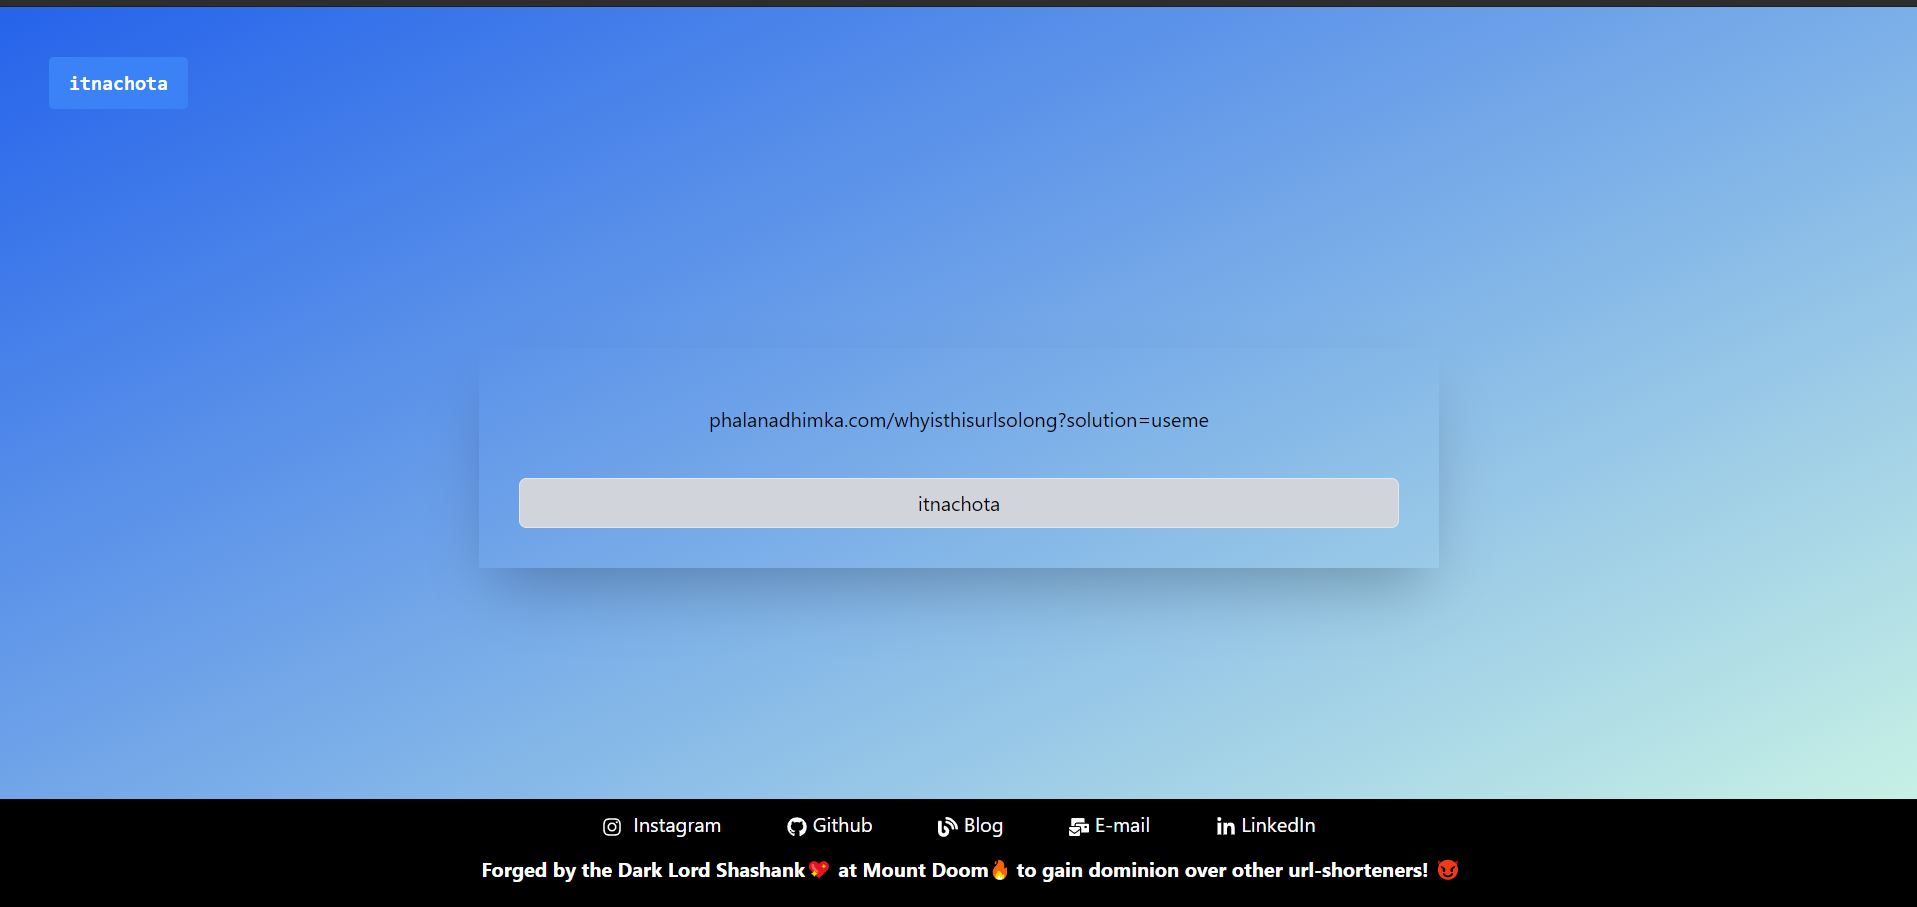 itnachota
phalanadhimka.com/whyisthisurlsolong?solution=useme
itnachota
Instagram Github Blog E-mail LinkedIn
Forged by the Dark Lord Shashank💖 at Mount Doom🔥 to gain dominion over other url-shorteners! 😈